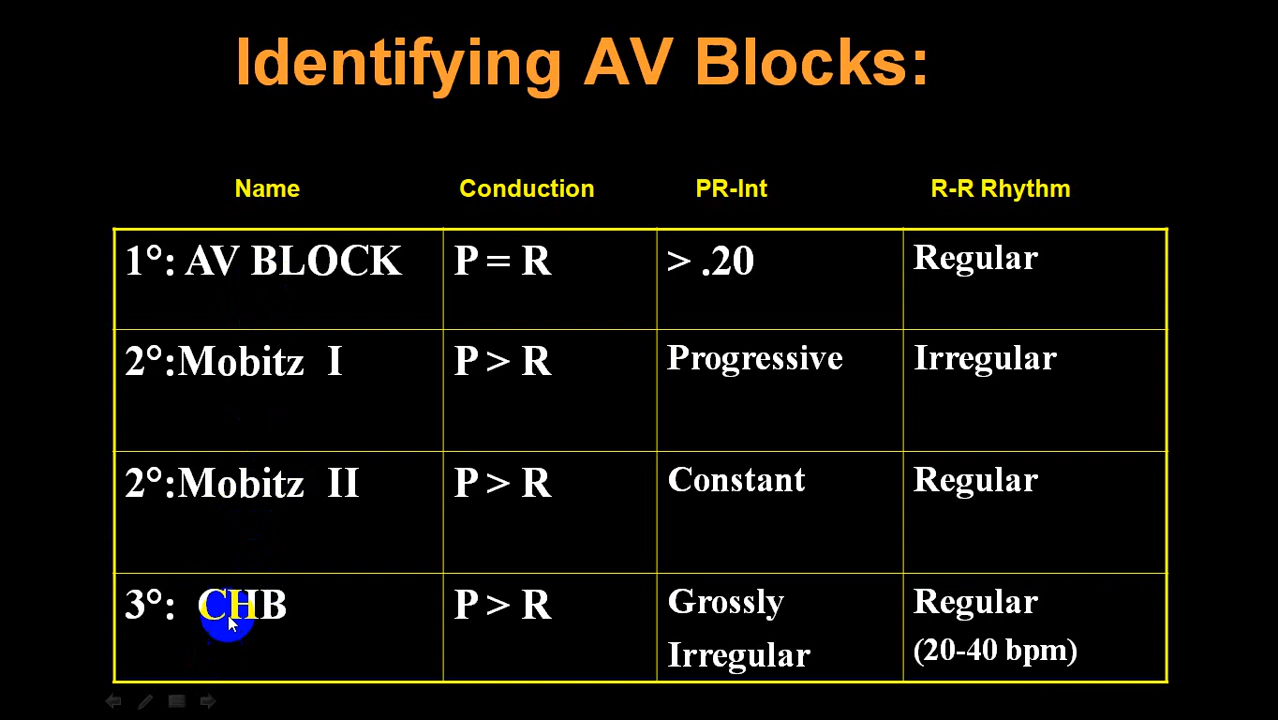 Identifying AV Blocks:
Name Conduction PR-Int R-R Rhythm
1°: AV BLOCK P = R > .20 Regular
2°:Mobitz I P > R Progressive Irregular
2°:Mobitz II P > R Constant Regular
3°: CHB P > R Grossly Regular
Irregular (20-40 bpm)